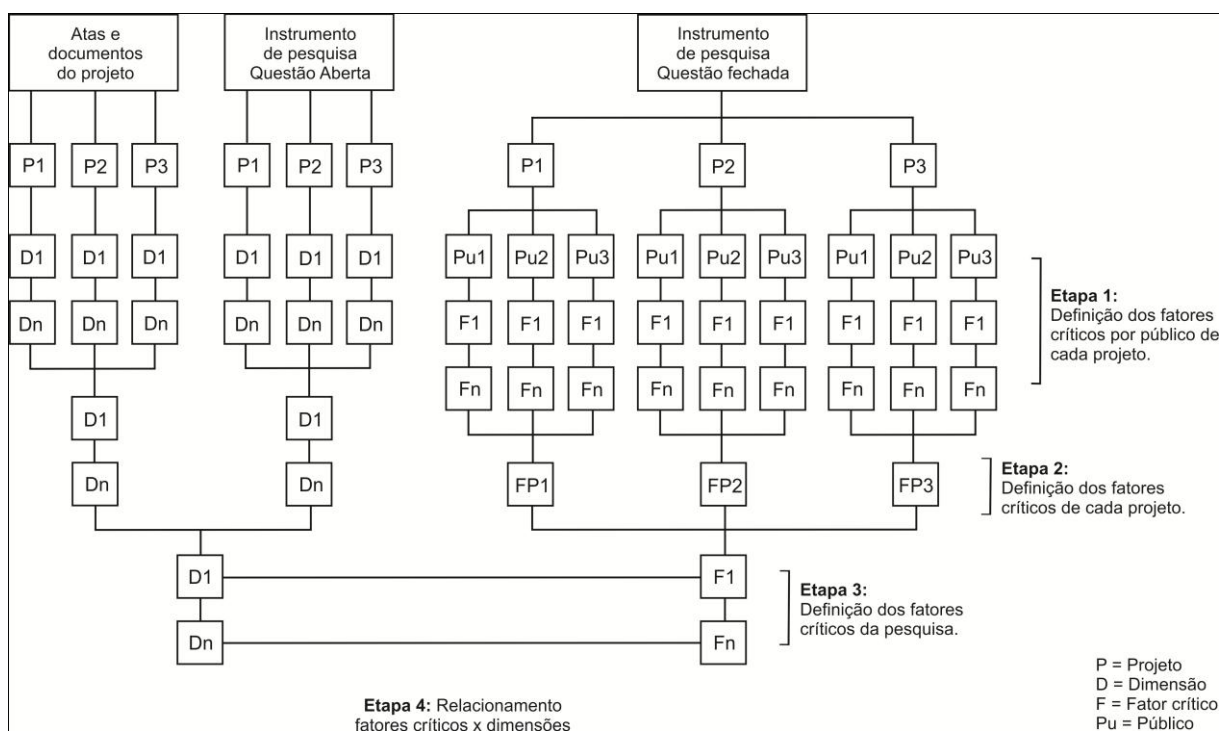 Atas e
documentos
do projeto
Instrumento
de pesquisa
Questão Aberta
Instrumento
de pesquisa
Questão fechada
P1 P2 P3 P1 P2 P3 P1 P2 P3
D1 D1 D1 D1 D1 D1 Pu1 Pu2 Pu3 Pu1 Pu2 Pu3 Pu1 Pu2 Pu3
Dn Dn Dn Dn Dn Dn F1 F1 F1 F1 F1 F1 F1 F1 F1
Fn Fn Fn Fn Fn Fn Fn Fn Fn
Etapa 1:
Definição dos fatores
críticos por público de
cada projeto.
D1 D1
Dn Dn FP1 FP2 FP3
Etapa 2:
Definição dos fatores
críticos de cada projeto.
D1 F1
Dn Fn
Etapa 3:
Definição dos fatores
críticos da pesquisa.
Etapa 4: Relacionamento
fatores críticos x dimensões
P = Projeto
D = Dimensão
F = Fator crítico
Pu = Público